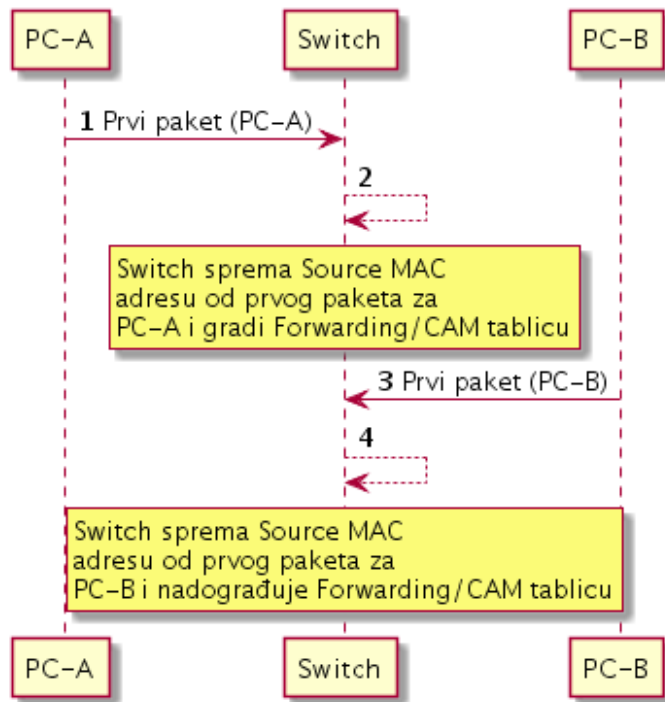 PC-A
Switch
PC-B
1 Prvi paket (PC-A)
2
Switch sprema Source MAC
adresu od prvog paketa za
PC-A i gradi Forwarding/CAM tablicu
3 Prvi paket (PC-B)
4
Switch sprema Source MAC
adresu od prvog paketa za
PC-B i nadograđuje Forwarding/CAM tablicu
PC-A
Switch
PC-B